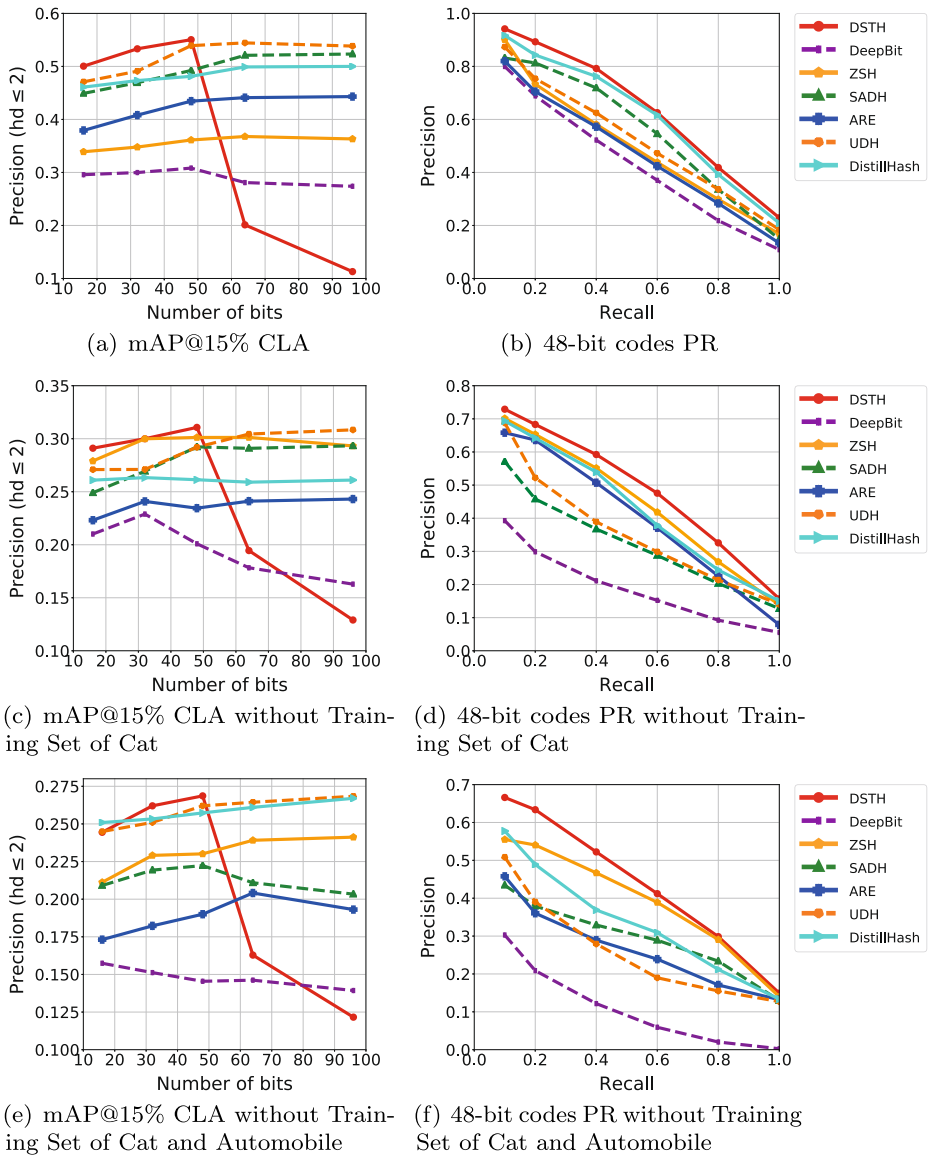 0.6
0.5
0.4
0.3
0.2
0.1
Precision (hd ≤ 2)
10 20 30 40 50 60 70 80 90 100
Number of bits
(a) mAP@15% CLA
1.0
0.8
0.6
0.4
0.2
0.0
Precision
0.0 0.2 0.4 0.6 0.8 1.0
Recall
(b) 48-bit codes PR
DSTH
DeepBit
ZSH
SADH
ARE
UDH
DistillHash
0.35
0.30
0.25
0.20
0.15
0.10
Precision (hd ≤ 2)
10 20 30 40 50 60 70 80 90 100
Number of bits
(c) mAP@15% CLA without Train-
ing Set of Cat
0.8
0.7
0.6
0.5
0.4
0.3
0.2
0.1
0.0
Precision
0.0 0.2 0.4 0.6 0.8 1.0
Recall
(d) 48-bit codes PR without Train-
ing Set of Cat
DSTH
DeepBit
ZSH
SADH
ARE
UDH
DistillHash
0.275
0.250
0.225
0.200
0.175
0.150
0.125
0.100
Precision (hd ≤ 2)
10 20 30 40 50 60 70 80 90 100
Number of bits
(e) mAP@15% CLA without Train-
ing Set of Cat and Automobile
0.7
0.6
0.5
0.4
0.3
0.2
0.1
0.0
Precision
0.0 0.2 0.4 0.6 0.8 1.0
Recall
(f) 48-bit codes PR without Training
Set of Cat and Automobile
DSTH
DeepBit
ZSH
SADH
ARE
UDH
DistillHash